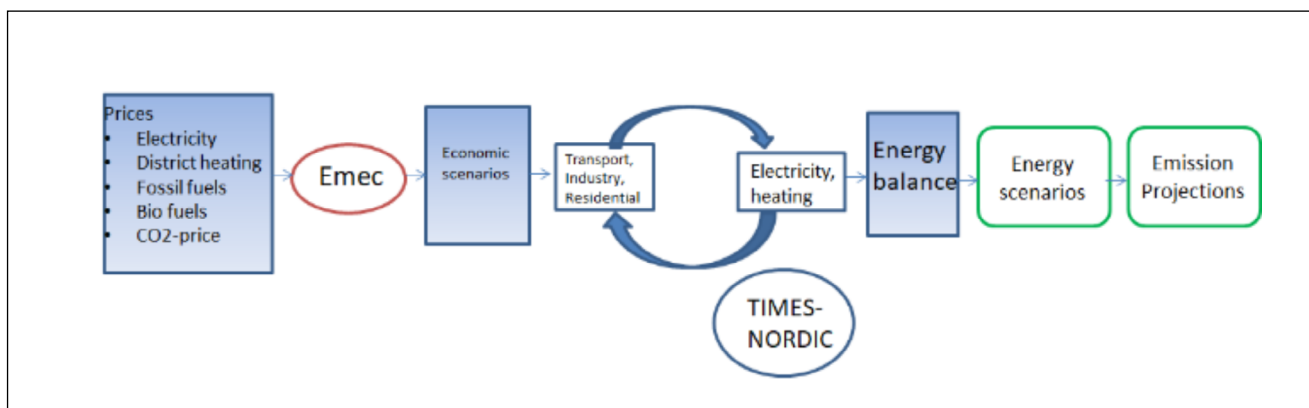 Prices
▪ Electricity
▪ District heating
▪ Fossil fuels
▪ Bio fuels
▪ CO2-price
Emec
Economic
scenarios
Transport,
Industry,
Residential
Electricity,
heating
TIMES-
NORDIC
Energy
balance
Energy
scenarios
Emission
Projections